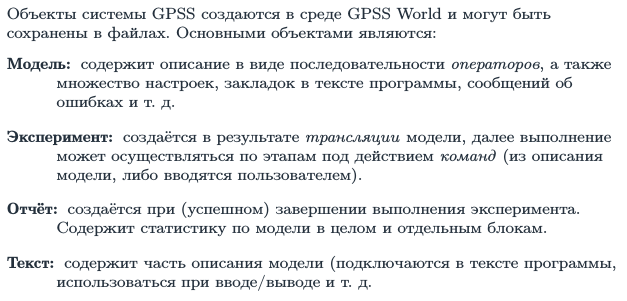 Объекты системы GPSS создаются в среде GPSS World и могут быть
сохранены в файлах. Основными объектами являются:
Модель: содержит описание в виде последовательности операторов, а также
множество настроек, закладок в тексте программы, сообщений об
ошибках и т. д.
Эксперимент: создаётся в результате трансляции модели, далее выполнение
может осуществляться по этапам под действием команд (из описания
модели, либо вводятся пользователем).
Отчёт: создаётся при (успешном) завершении выполнения эксперимента.
Содержит статистику по модели в целом и отдельным блокам.
Текст: содержит часть описания модели (подключаются в тексте программы,
использоваться при вводе/выводе и т. д.